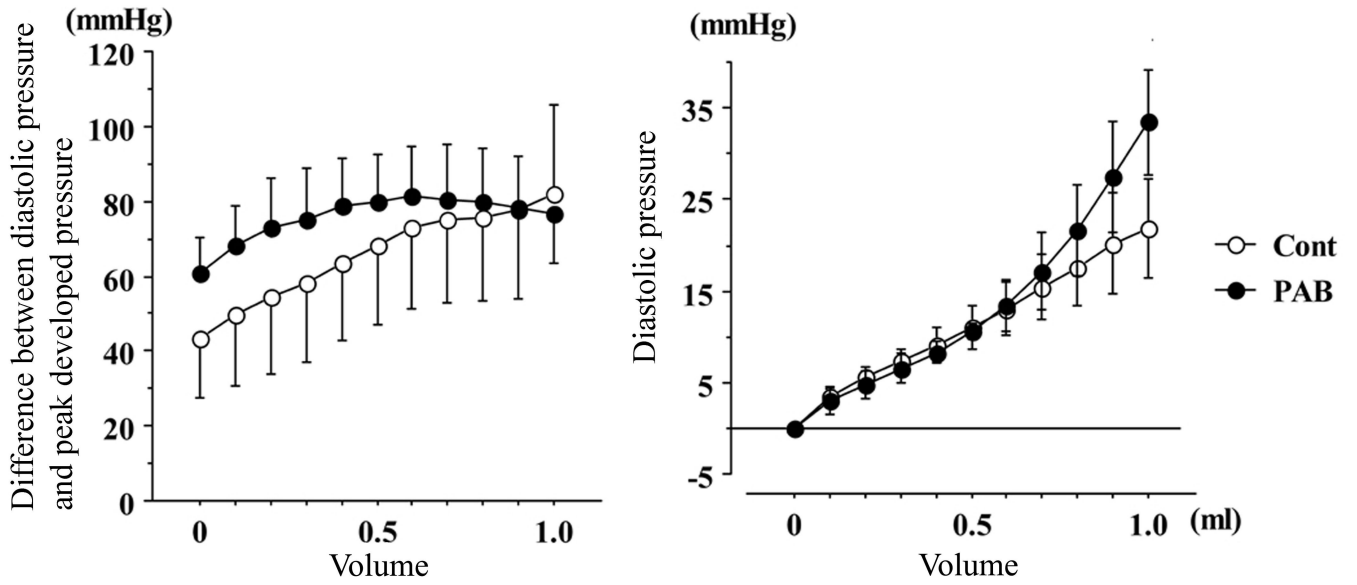 (mmHg)
Difference between diastolic pressure
and peak developed pressure
120
100
80
60
40
20
0
0 0.5 1.0
Volume
(mmHg)
Diastolic pressure
35
25
15
5
-5
0 0.5 1.0 (ml)
Volume
Cont
PAB